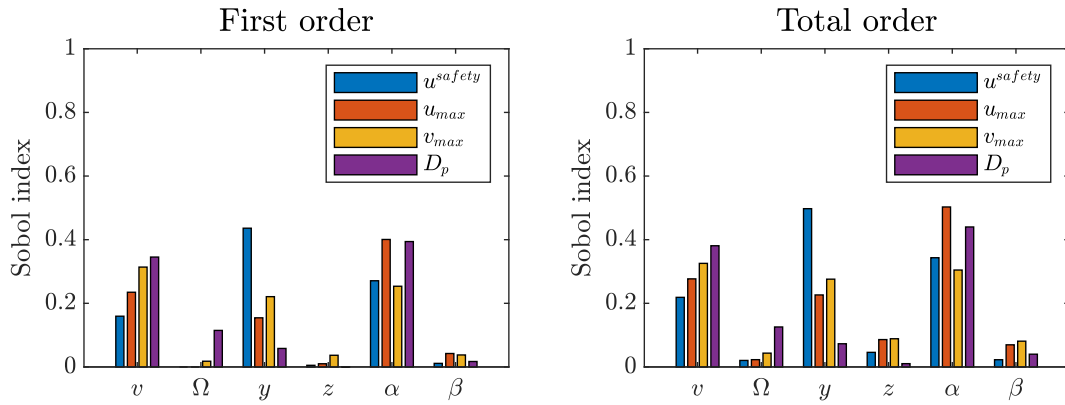 First order
Sobol index
1
0.8
0.6
0.4
0.2
0
u^{safety}
u_{max}
v_{max}
D_p
v Ω y z α β
Total order
Sobol index
1
0.8
0.6
0.4
0.2
0
u^{safety}
u_{max}
v_{max}
D_p
v Ω y z α β